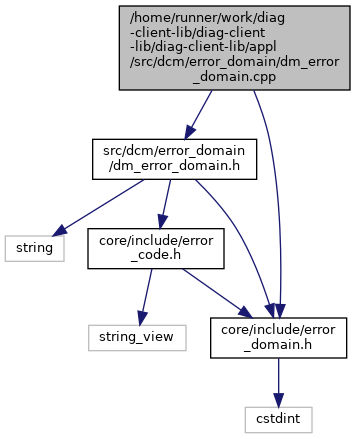 /home/runner/work/diag
-client-lib/diag-client
-lib/diag-client-lib/appl
/src/dcm/error_domain/dm_error
_domain.cpp
src/dcm/error_domain
/dm_error_domain.h
string
core/include/error
_code.h
string_view
core/include/error
_domain.h
cstdint